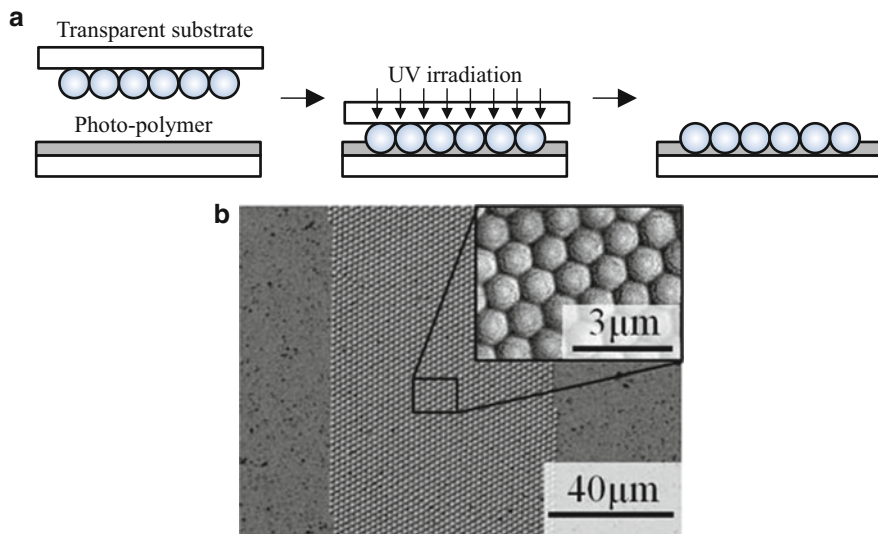 a
Transparent substrate
Photo-polymer
UV irradiation
b
3μm
40μm